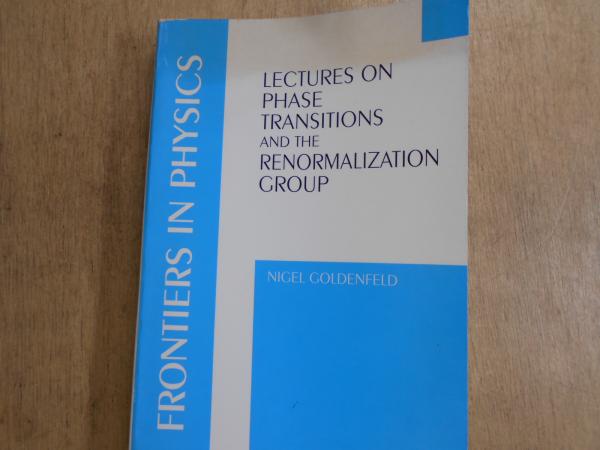 FRONTIERS IN PHYSICS
LECTURES ON
PHASE
TRANSITIONS
AND THE
RENORMALIZATION
GROUP
NIGEL GOLDENFELD